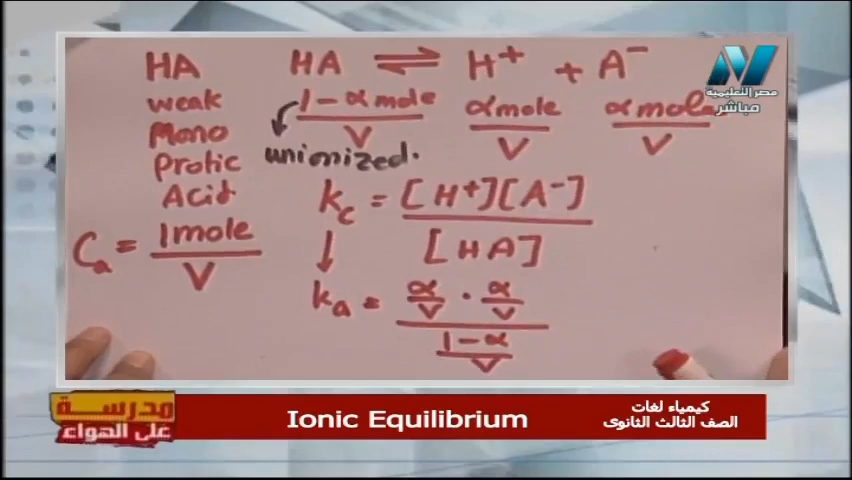 HA HA ⇌ H⁺ + A⁻
weak 1-α mole/V α mole/V α mole/V
Mono unionized.
Protic
Acid Kc = [H⁺][A⁻]/[HA]
Ca = 1mole/V
ka = α/V · α/V / 1-α/V
مصر التعليمية
مباشر
مدرسة
على الهواء
Ionic Equilibrium
كيمياء لغات
الصف الثالث الثانوى